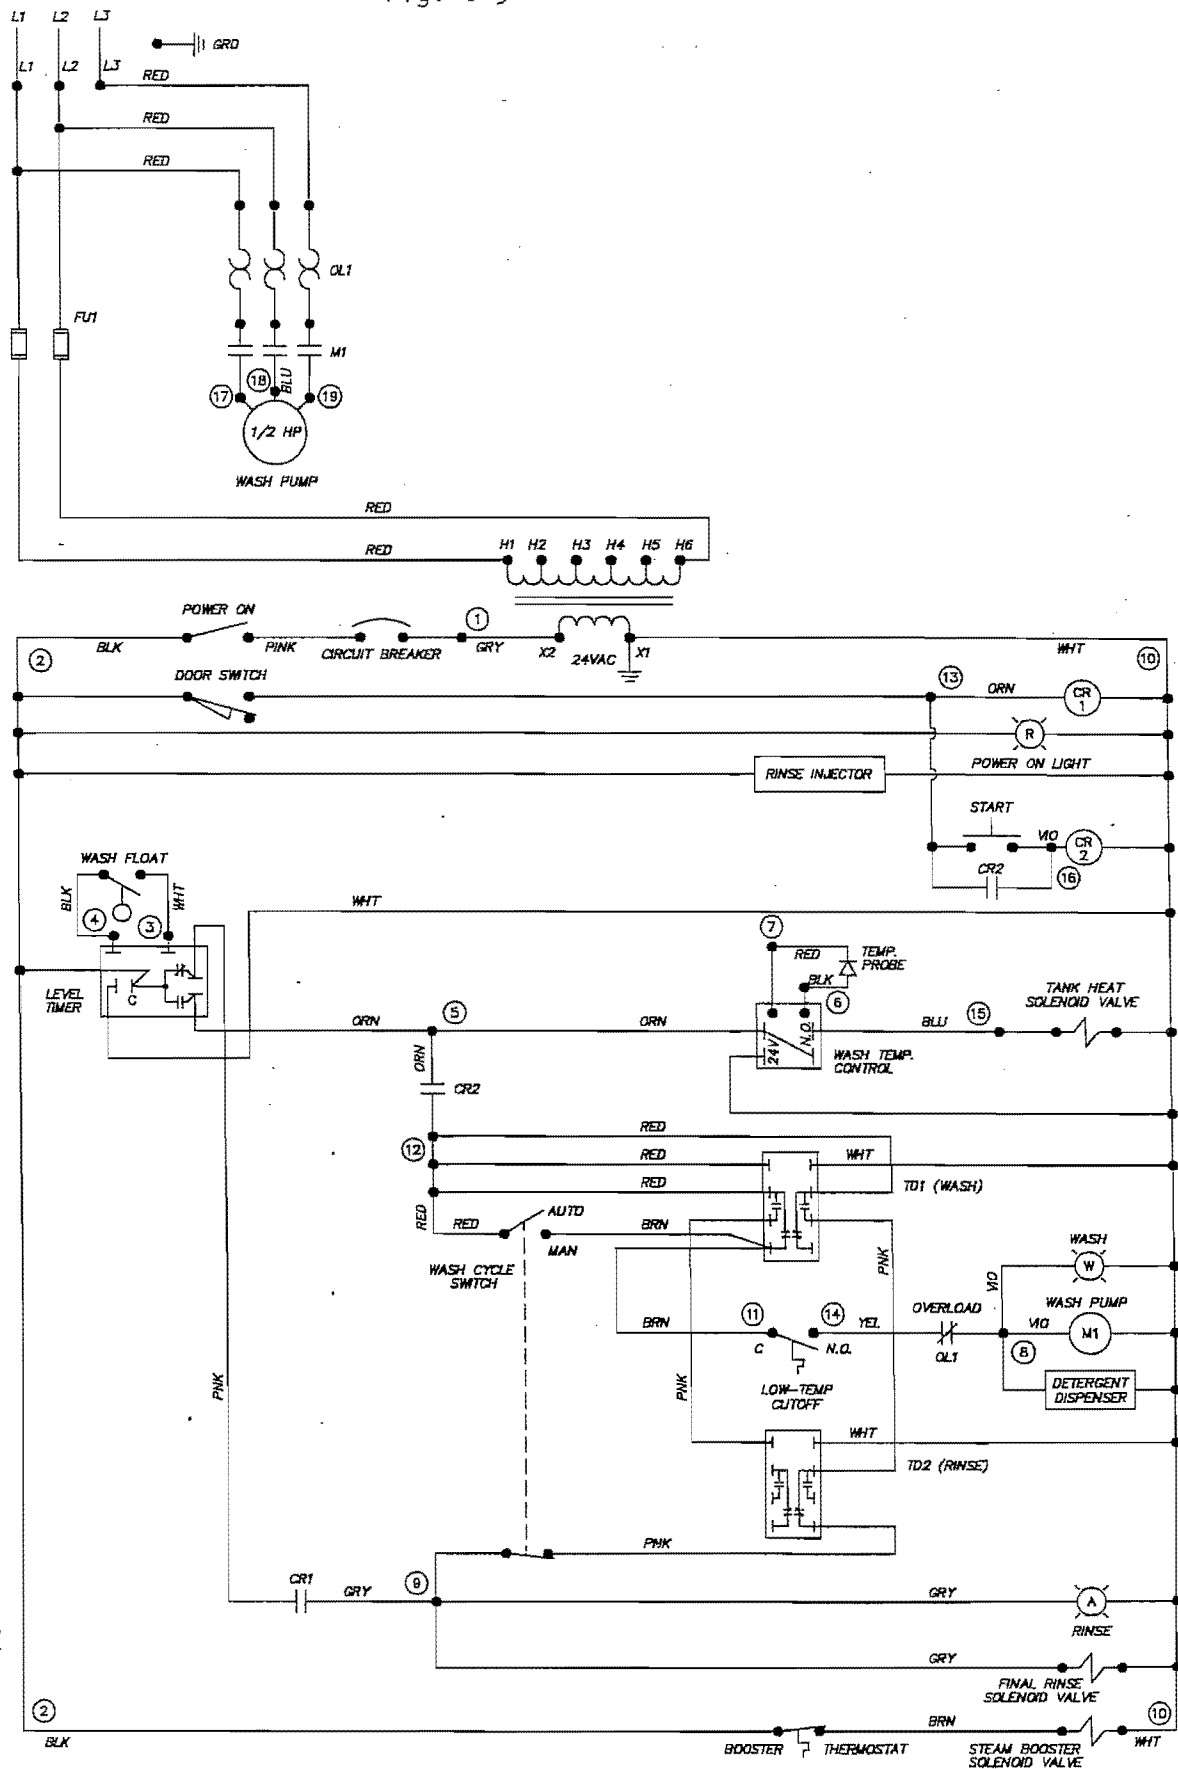 L1 L2 L3
GRD
L1 L2 L3
RED
RED
RED
OL1
FU1
M1
17 18 BLU 19
1/2 HP
WASH PUMP
RED
RED H1 H2 H3 H4 H5 H6
POWER ON
1
BLK PINK CIRCUIT BREAKER GRY X2 24VAC X1 WHT
2 10
DOOR SWITCH
13 ORN CR 1
R
RINSE INJECTOR POWER ON LIGHT
START
WASH FLOAT VIO CR 2
CR2 16
BLK WHT WHT
4 3 7
RED TEMP. PROBE
BLK
6
LEVEL TIMER C TANK HEAT SOLENOID VALVE
ORN 5 ORN 24V N.O. BLU 15
WASH TEMP. CONTROL
ORN
CR2
RED
12 RED WHT
RED TD1 (WASH)
RED RED AUTO BRN
MAN
WASH CYCLE SWITCH
PNK
WASH
W
VIO
11 14 OVERLOAD WASH PUMP
BRN YEL VIO M1
C N.O. OL1 8
PNK PNK
LOW-TEMP CUTOFF
DETERGENT DISPENSER
WHT
TD2 (RINSE)
PNK
CR1 GRY 9 GRY A
RINSE
GRY
FINAL RINSE SOLENOID VALVE
2 BRN 10
BLK BOOSTER THERMOSTAT STEAM BOOSTER SOLENOID VALVE WHT